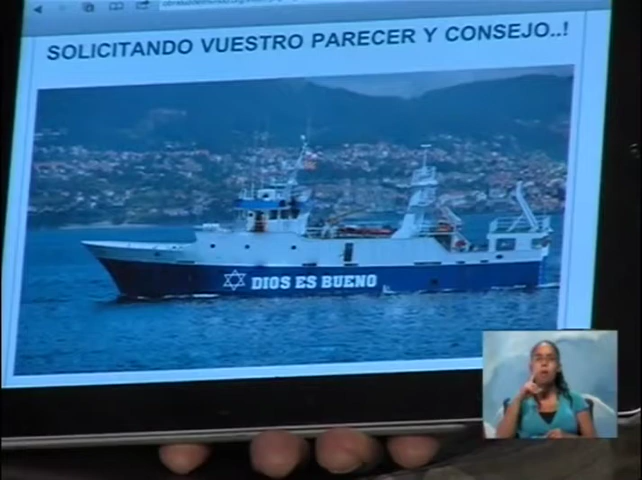 SOLICITANDO VUESTRO PARECER Y CONSEJO..!
DIOS ES BUENO